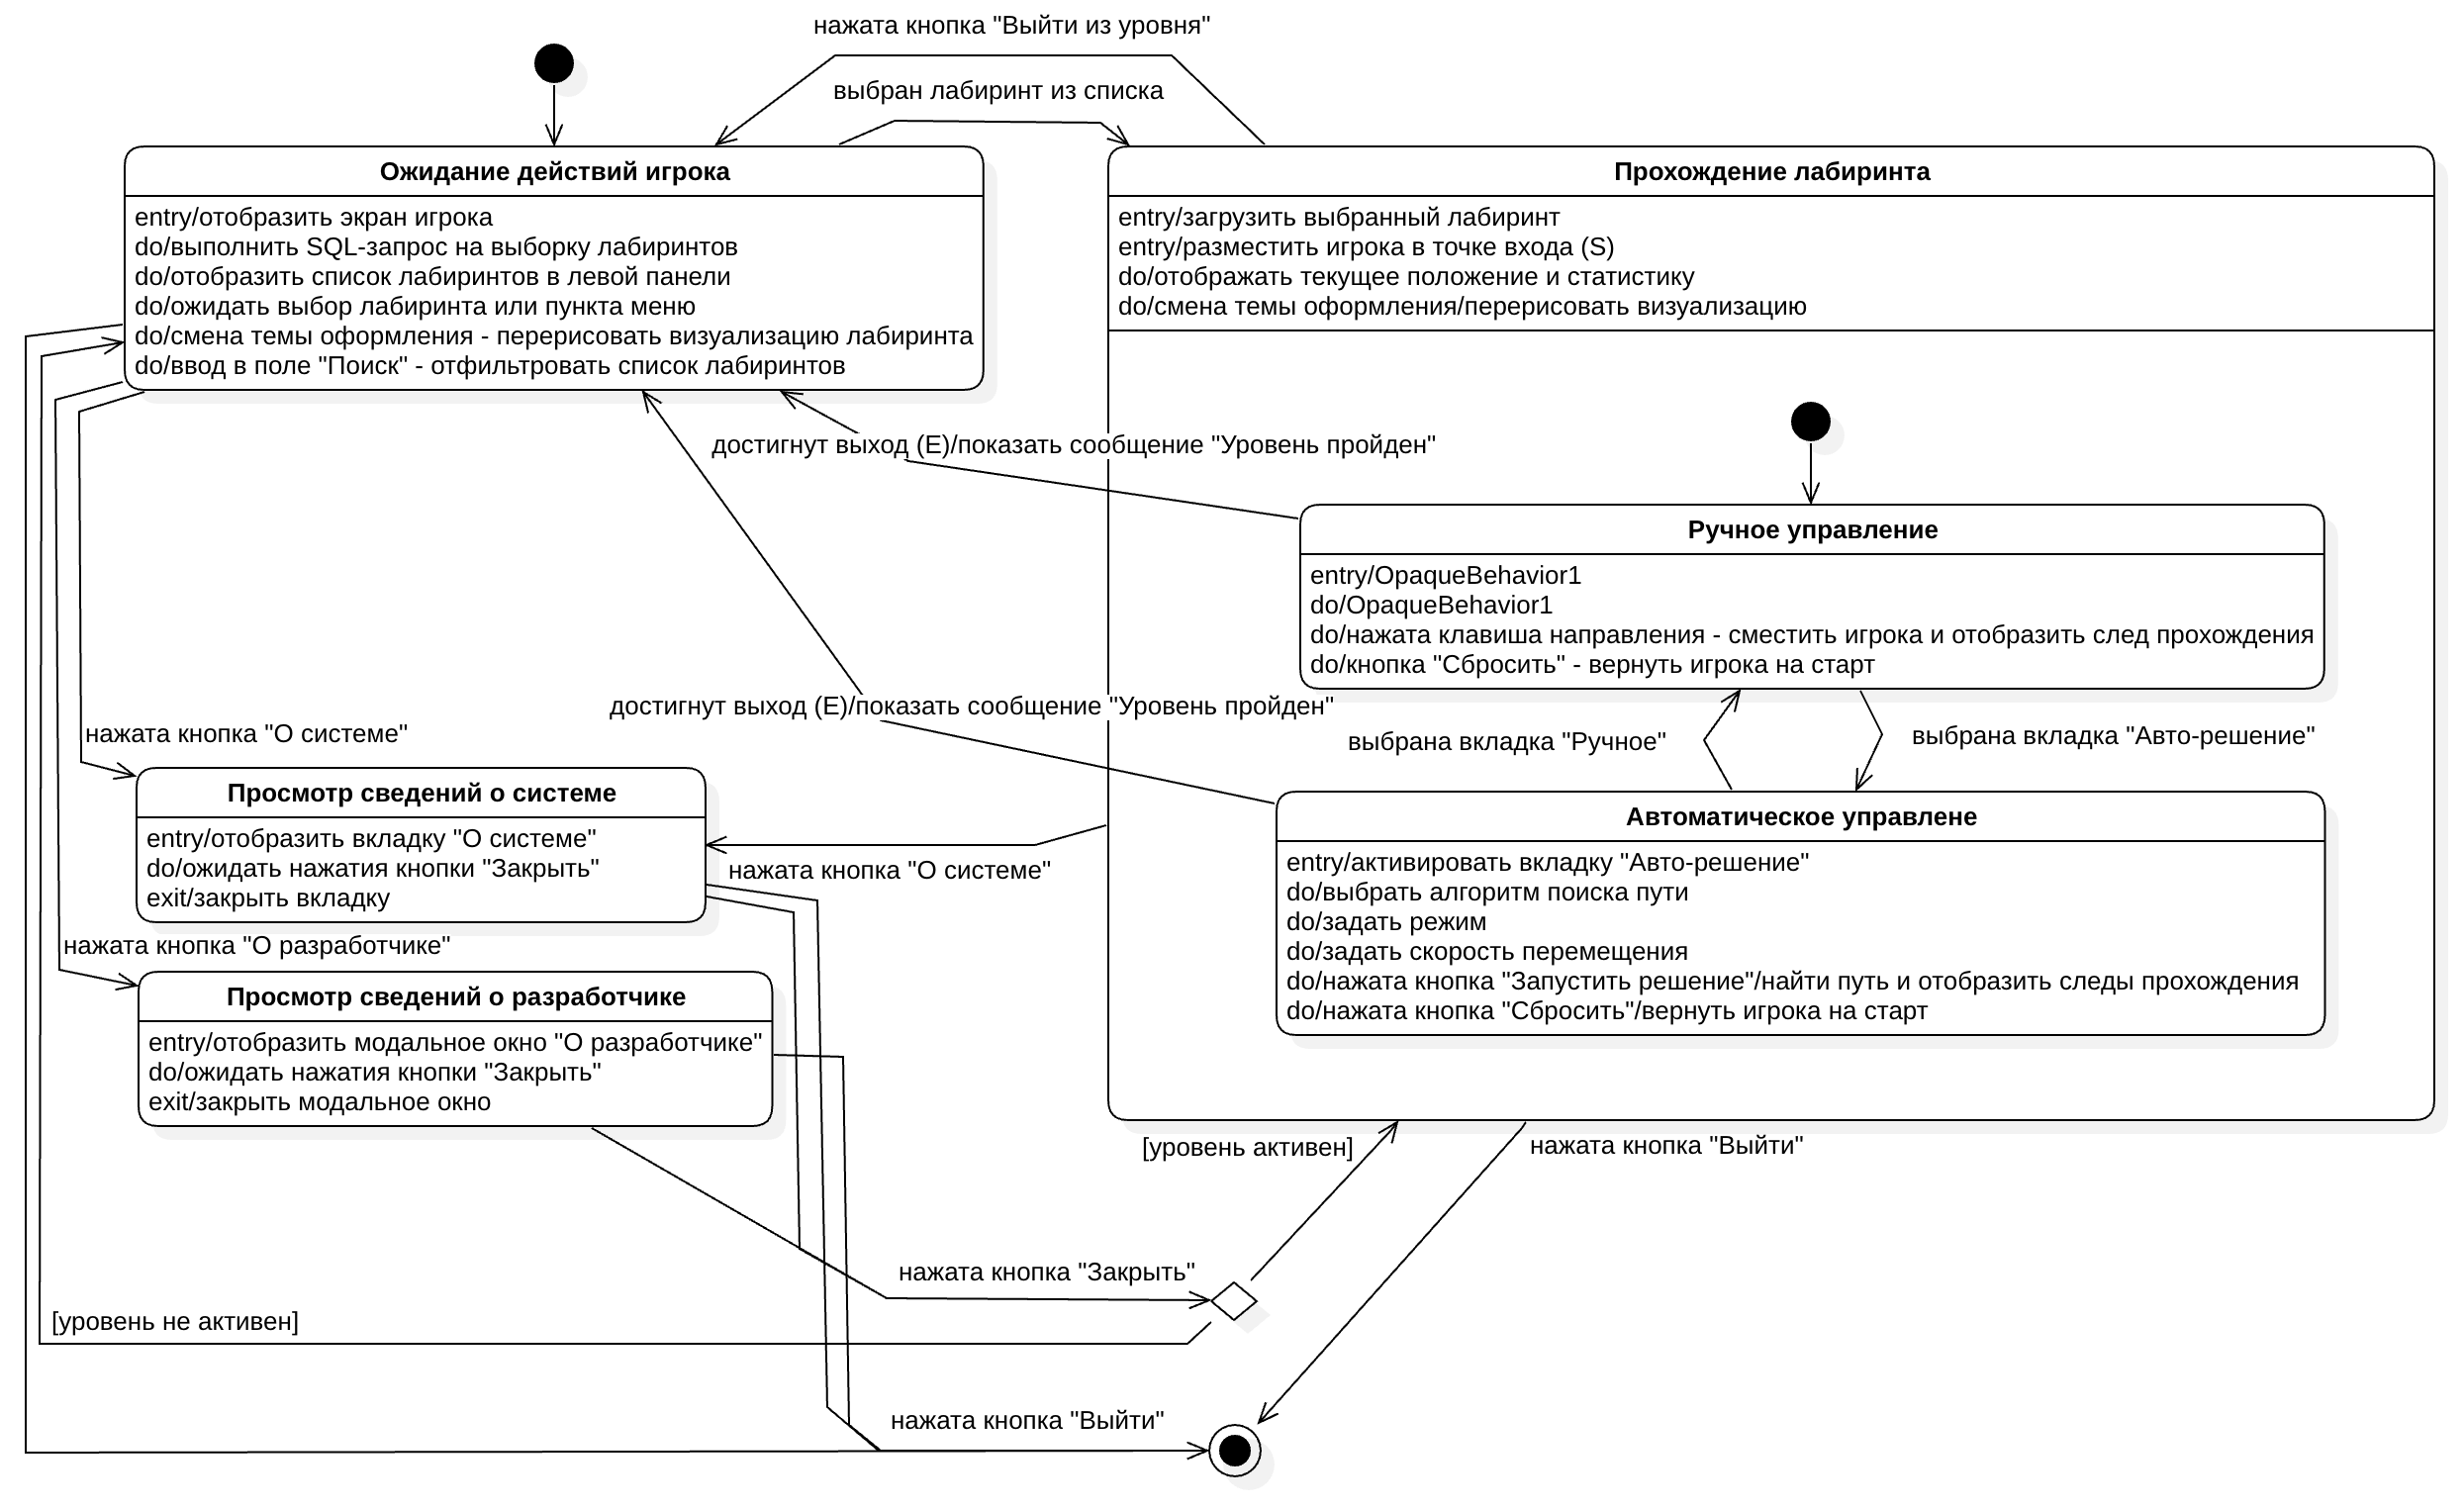 нажата кнопка "Выйти из уровня"
выбран лабиринт из списка
Ожидание действий игрока
entry/отобразить экран игрока
do/выполнить SQL-запрос на выборку лабиринтов
do/отобразить список лабиринтов в левой панели
do/ожидать выбор лабиринта или пункта меню
do/смена темы оформления - перерисовать визуализацию лабиринта
do/ввод в поле "Поиск" - отфильтровать список лабиринтов
Прохождение лабиринта
entry/загрузить выбранный лабиринт
entry/разместить игрока в точке входа (S)
do/отображать текущее положение и статистику
do/смена темы оформления/перерисовать визуализацию
достигнут выход (E)/показать сообщение "Уровень пройден"
Ручное управление
entry/OpaqueBehavior1
do/OpaqueBehavior1
do/нажата клавиша направления - сместить игрока и отобразить след прохождения
do/кнопка "Сбросить" - вернуть игрока на старт
достигнут выход (E)/показать сообщение "Уровень пройден"
выбрана вкладка "Ручное"
выбрана вкладка "Авто-решение"
нажата кнопка "О системе"
Просмотр сведений о системе
entry/отобразить вкладку "О системе"
do/ожидать нажатия кнопки "Закрыть"
exit/закрыть вкладку
нажата кнопка "О системе"
Автоматическое управлене
entry/активировать вкладку "Авто-решение"
do/выбрать алгоритм поиска пути
do/задать режим
do/задать скорость перемещения
do/нажата кнопка "Запустить решение"/найти путь и отобразить следы прохождения
do/нажата кнопка "Сбросить"/вернуть игрока на старт
нажата кнопка "О разработчике"
Просмотр сведений о разработчике
entry/отобразить модальное окно "О разработчике"
do/ожидать нажатия кнопки "Закрыть"
exit/закрыть модальное окно
[уровень активен]
нажата кнопка "Выйти"
нажата кнопка "Закрыть"
[уровень не активен]
нажата кнопка "Выйти"